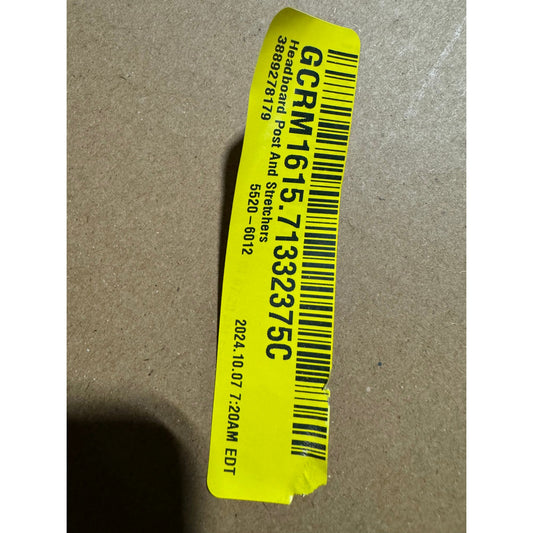 GCRM1615.71332375C
Headboard Post And Stretchers
3889278179
5520-6012
2024.10.07 7:20AM EDT